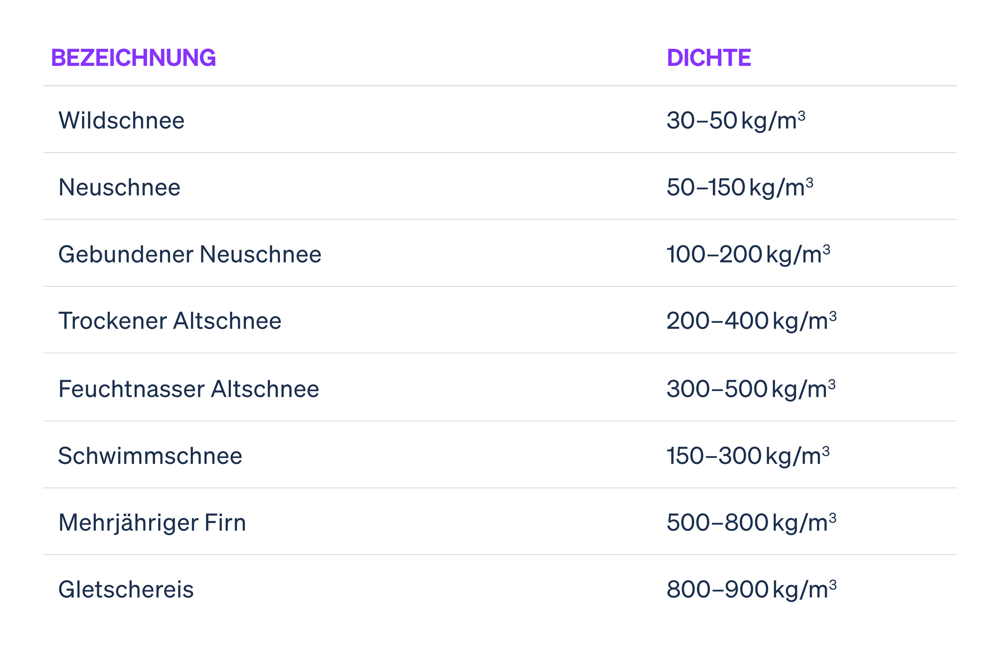 BEZEICHNUNG DICHTE
Wildschnee 30–50 kg/m³
Neuschnee 50–150 kg/m³
Gebundener Neuschnee 100–200 kg/m³
Trockener Altschnee 200–400 kg/m³
Feuchtnasser Altschnee 300–500 kg/m³
Schwimmschnee 150–300 kg/m³
Mehrjähriger Firn 500–800 kg/m³
Gletschereis 800–900 kg/m³